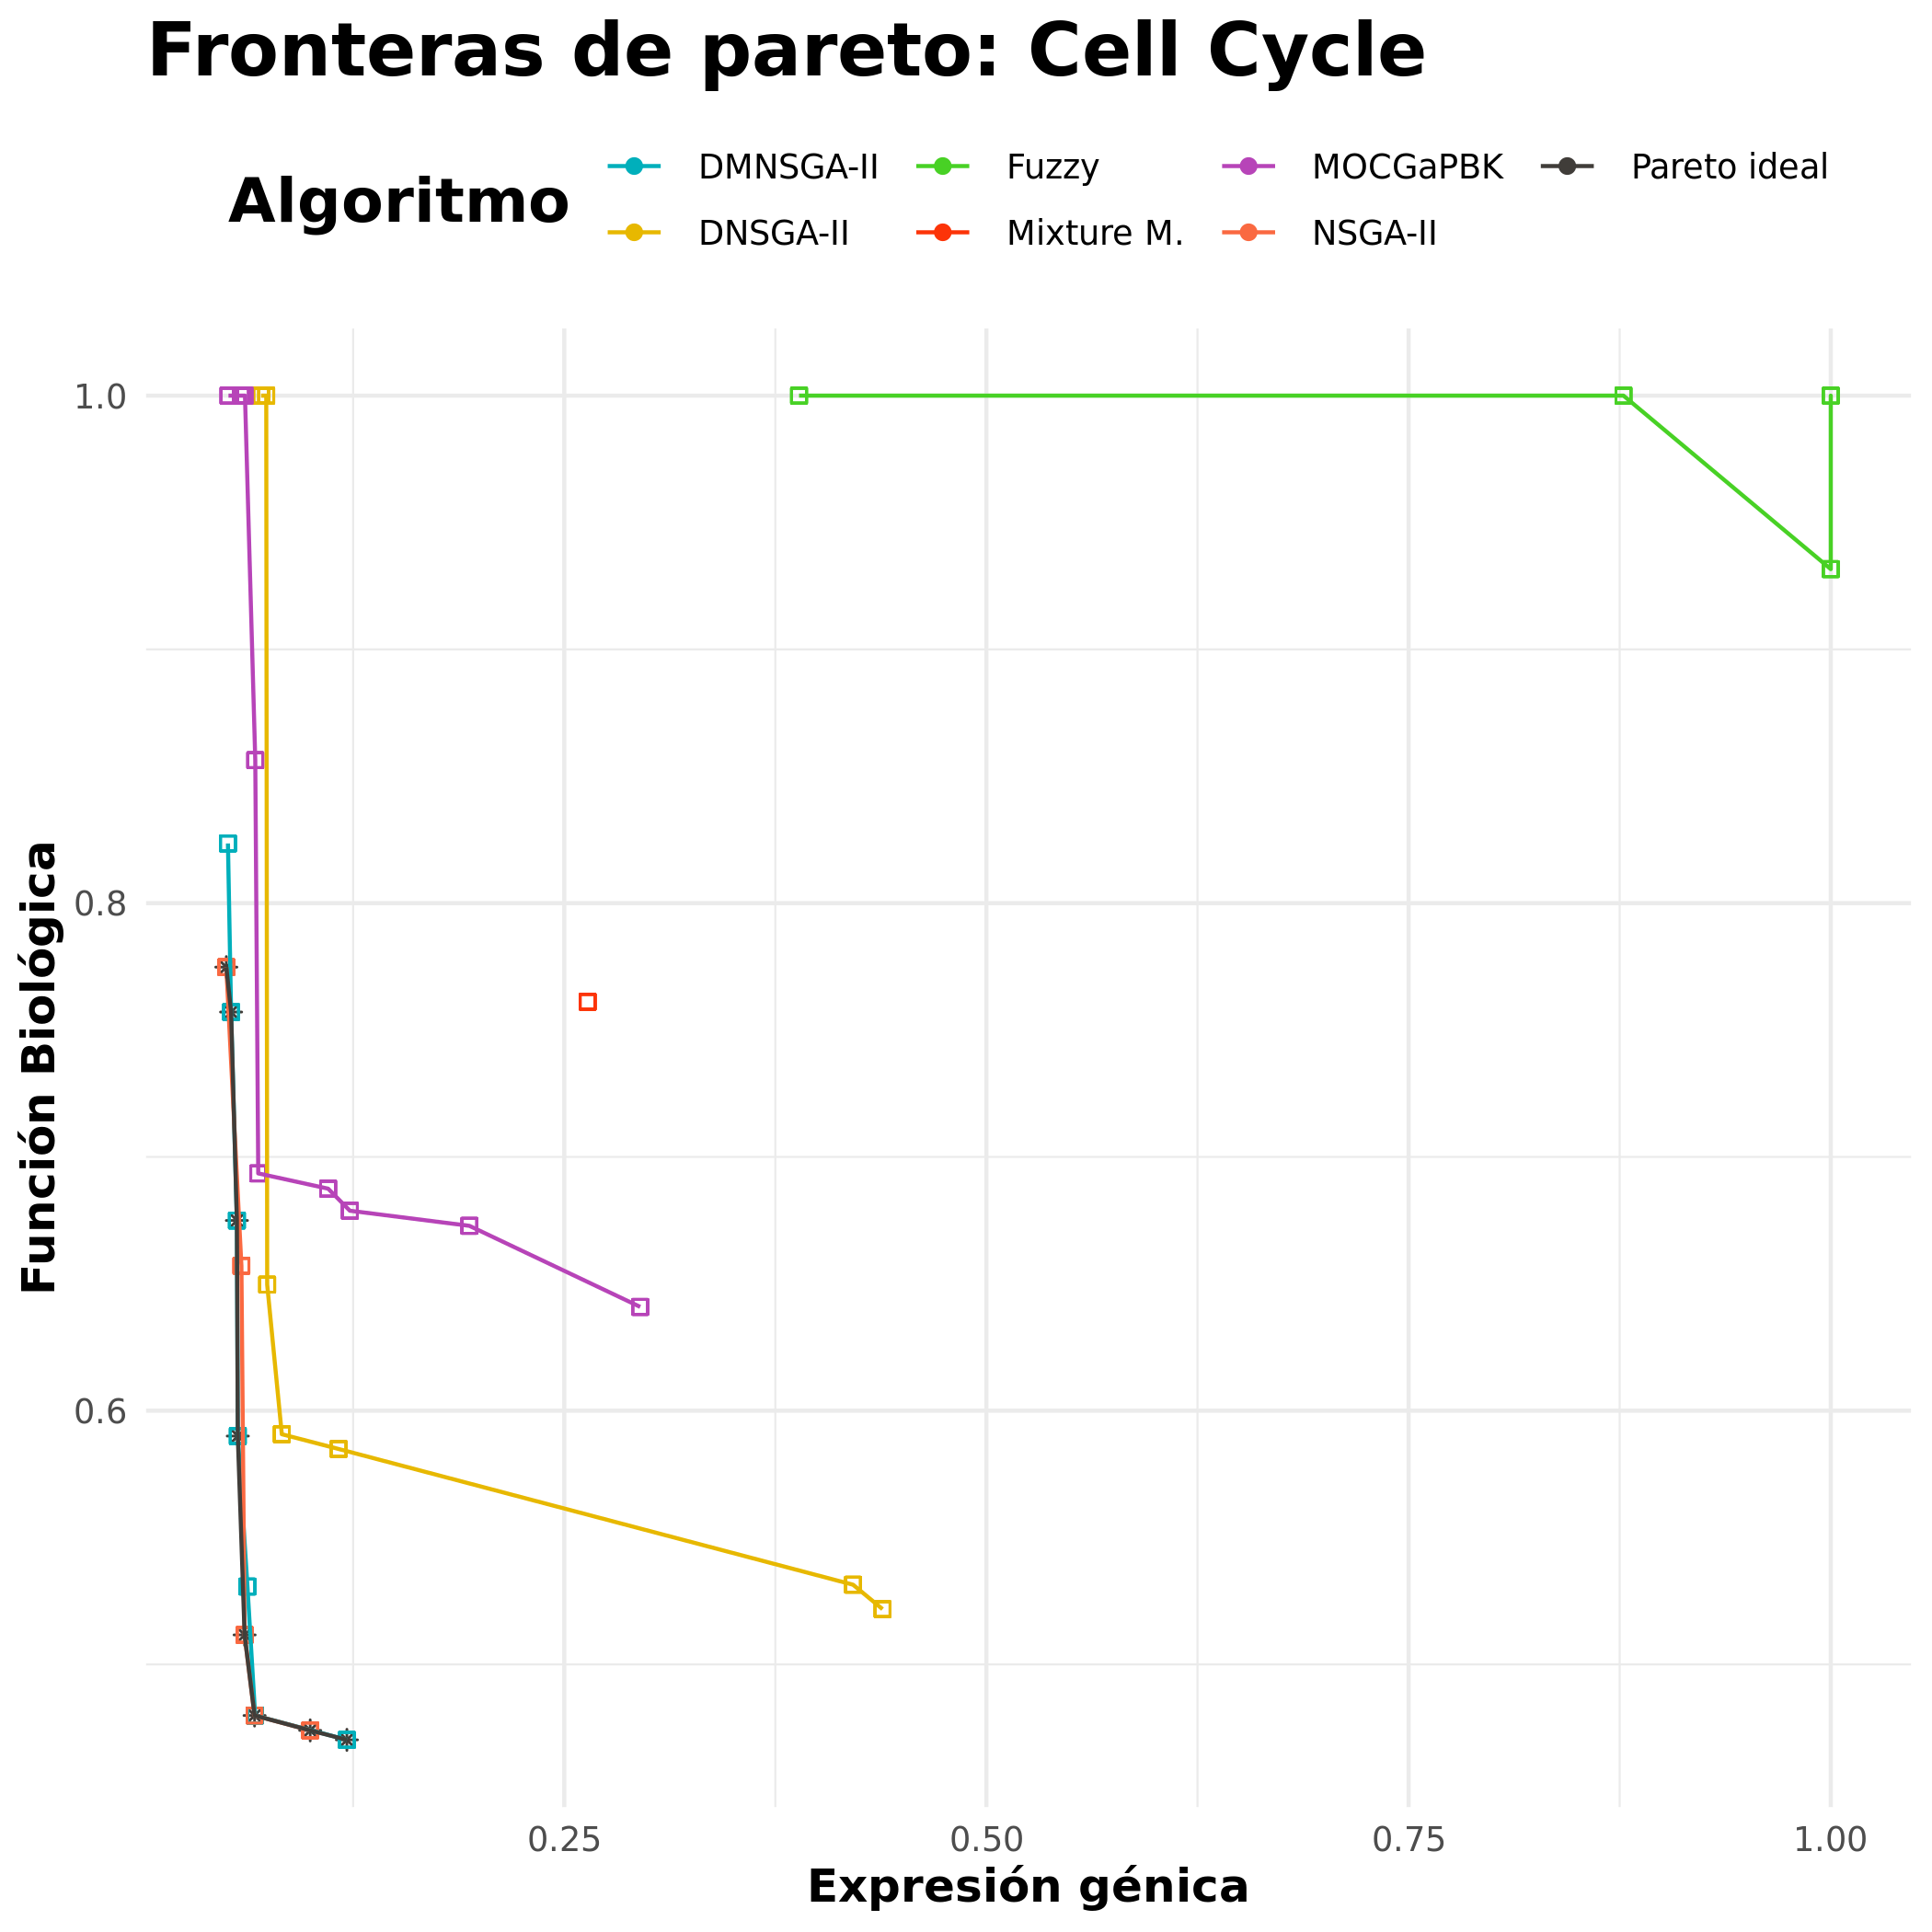 Fronteras de pareto: Cell Cycle
Algoritmo
DMNSGA-II
DNSGA-II
Fuzzy
Mixture M.
MOCGaPBK
NSGA-II
Pareto ideal
Función Biológica
1.0
0.8
0.6
0.25
0.50
0.75
1.00
Expresión génica